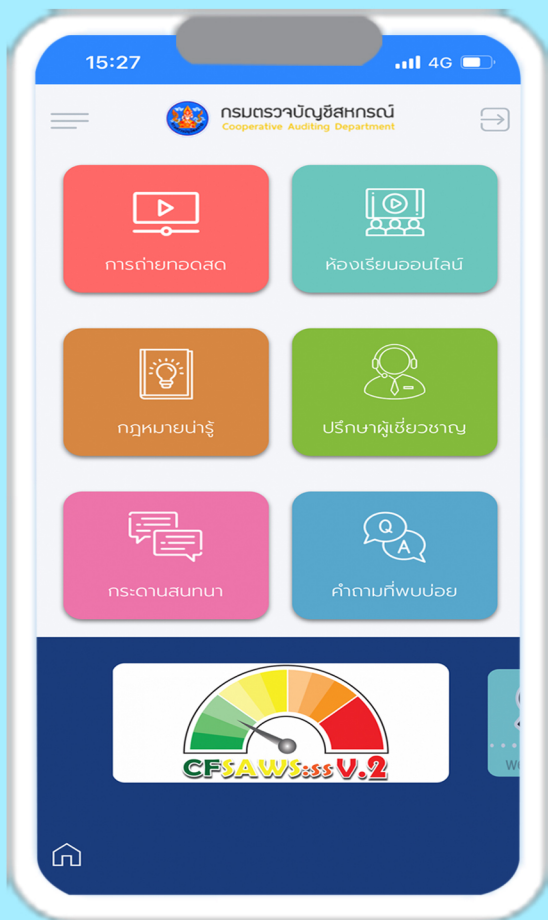 15:27
4G
กรมตรวจบัญชีสหกรณ์
Cooperative Auditing Department
การถ่ายทอดสด
ห้องเรียนออนไลน์
กฎหมายน่ารู้
ปรึกษาผู้เชี่ยวชาญ
กระดานสนทนา
Q
A
คำถามที่พบบ่อย
CFSAWS:ss V.2